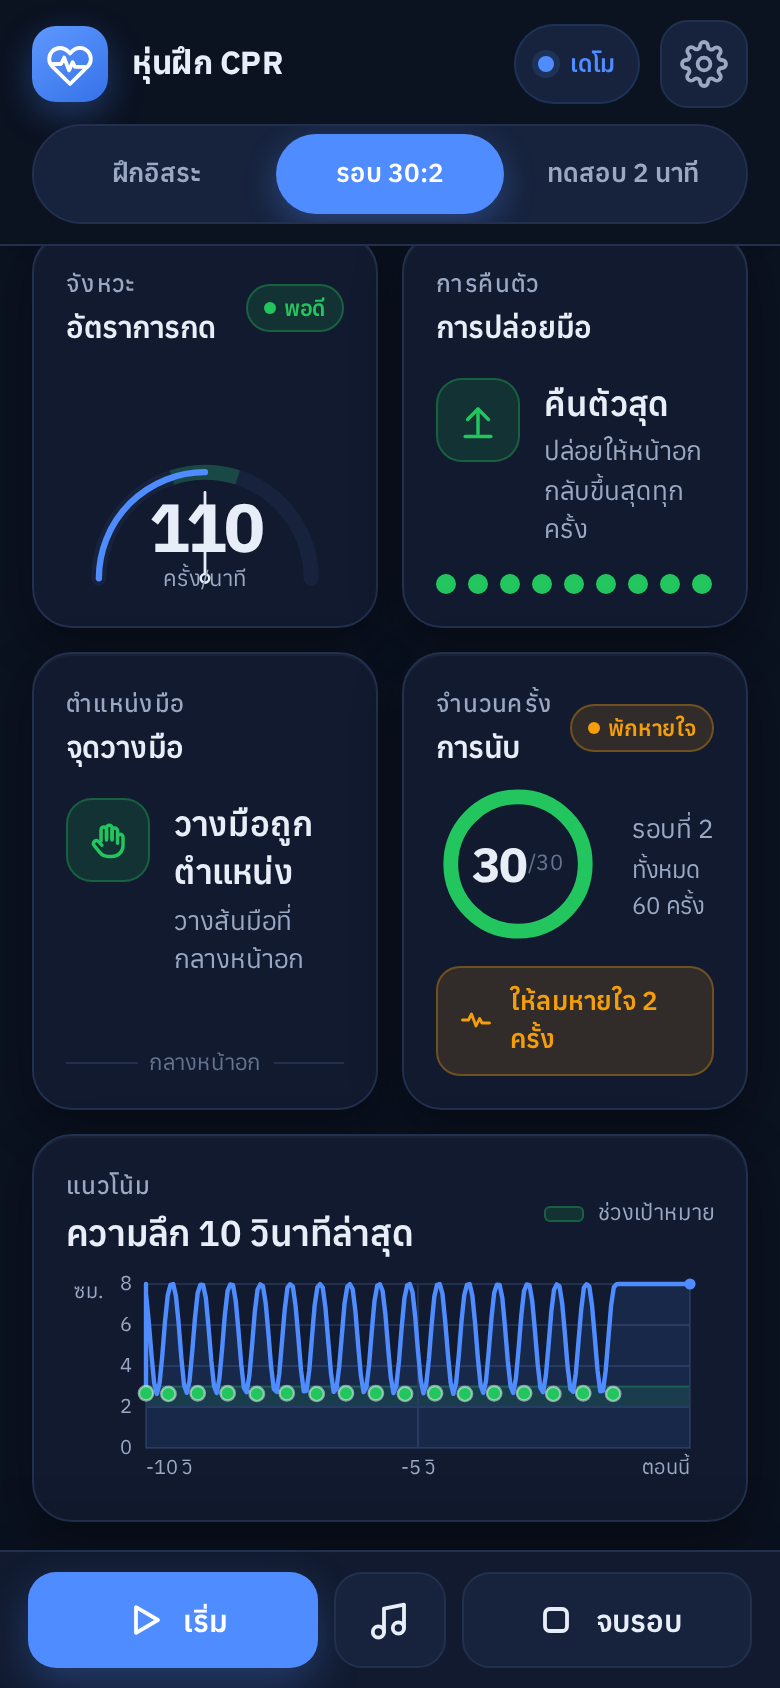 หุ่นฝึก CPR
เดโม
ฝึกอิสระ
รอบ 30:2
ทดสอบ 2 นาที
จังหวะ
อัตราการกด
พอดี
110
ครั้ง/นาที
การคืนตัว
การปล่อยมือ
คืนตัวสุด
ปล่อยให้หน้าอก
กลับขึ้นสุดทุก
ครั้ง
ตำแหน่งมือ
จุดวางมือ
วางมือถูก
ตำแหน่ง
วางส้นมือที่
กลางหน้าอก
กลางหน้าอก
จำนวนครั้ง
การนับ
พักหายใจ
30/30
รอบที่ 2
ทั้งหมด
60 ครั้ง
ให้ลมหายใจ 2
ครั้ง
แนวโน้ม
ความลึก 10 วินาทีล่าสุด
ช่วงเป้าหมาย
ซม.
8
6
4
2
0
-10 วิ
-5 วิ
ตอนนี้
เริ่ม
จบรอบ